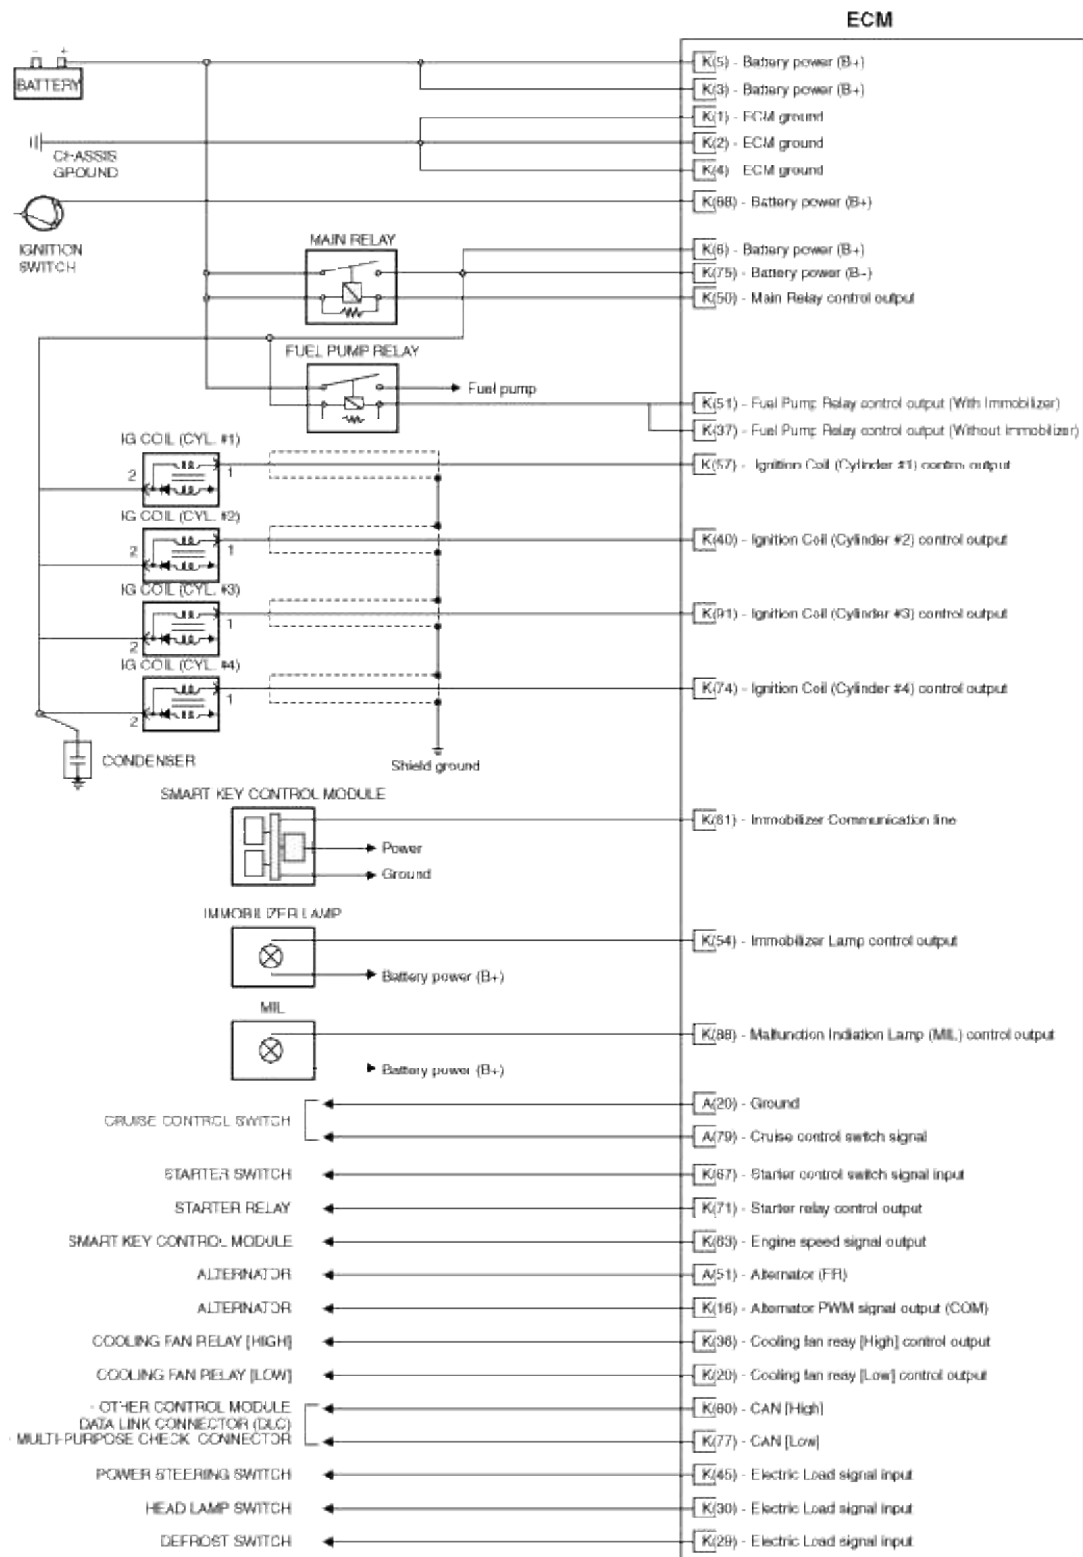 ECM
- +
BATTERY
K(5) - Battery power (B+)
K(3) - Battery power (B+)
K(1) - ECM ground
CHASSIS
GROUND
K(2) - ECM ground
K(4) ECM ground
IGNITION
SWITCH
K(68) - Battery power (B+)
MAIN RELAY
K(6) - Battery power (B+)
K(75) - Battery power (B+)
K(50) - Main Relay control output
FUEL PUMP RELAY
Fuel pump
K(51) - Fuel Pump Relay control output (With Immobilizer)
K(37) - Fuel Pump Relay control output (Without Immobilizer)
IG COIL (CYL. #1)
2
1
K(57) - Ignition Coil (Cylinder #1) control output
IG COIL (CYL. #2)
2
1
K(40) - Ignition Coil (Cylinder #2) control output
IG COIL (CYL. #3)
2
1
K(91) - Ignition Coil (Cylinder #3) control output
IG COIL (CYL. #4)
2
1
K(74) - Ignition Coil (Cylinder #4) control output
CONDENSER
Shield ground
SMART KEY CONTROL MODULE
K(61) - Immobilizer Communication line
Power
Ground
IMMOBILIZER LAMP
K(54) - Immobilizer Lamp control output
Battery power (B+)
MIL
K(88) - Malfunction Indiation Lamp (MIL) control output
Battery power (B+)
CRUISE CONTROL SWITCH
A(20) - Ground
A(79) - Cruise control switch signal
STARTER SWITCH
K(67) - Starter control switch signal input
STARTER RELAY
K(71) - Starter relay control output
SMART KEY CONTROL MODULE
K(63) - Engine speed signal output
ALTERNATOR
A(51) - Alternator (FR)
ALTERNATOR
K(16) - Alternator PWM signal output (COM)
COOLING FAN RELAY [HIGH]
K(36) - Cooling fan reay [High] control output
COOLING FAN RELAY [LOW]
K(20) - Cooling fan reay [Low] control output
- OTHER CONTROL MODULE
DATA LINK CONNECTOR (DLC)
- MULTI-PURPOSE CHECK CONNECTOR
K(60) - CAN [High]
K(77) - CAN [Low]
POWER STEERING SWITCH
K(45) - Electric Load signal input
HEAD LAMP SWITCH
K(30) - Electric Load signal input
DEFROST SWITCH
K(29) - Electric Load signal input